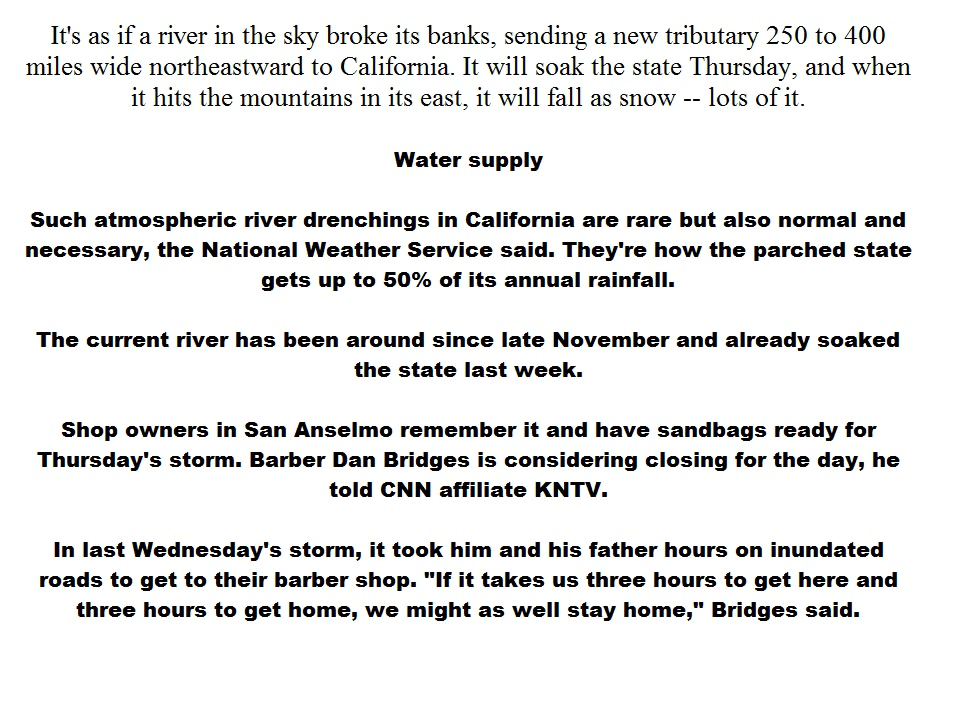 It's as if a river in the sky broke its banks, sending a new tributary 250 to 400
miles wide northeastward to California. It will soak the state Thursday, and when
it hits the mountains in its east, it will fall as snow -- lots of it.
Water supply
Such atmospheric river drenchings in California are rare but also normal and
necessary, the National Weather Service said. They're how the parched state
gets up to 50% of its annual rainfall.
The current river has been around since late November and already soaked
the state last week.
Shop owners in San Anselmo remember it and have sandbags ready for
Thursday's storm. Barber Dan Bridges is considering closing for the day, he
told CNN affiliate KNTV.
In last Wednesday's storm, it took him and his father hours on inundated
roads to get to their barber shop. "If it takes us three hours to get here and
three hours to get home, we might as well stay home," Bridges said.